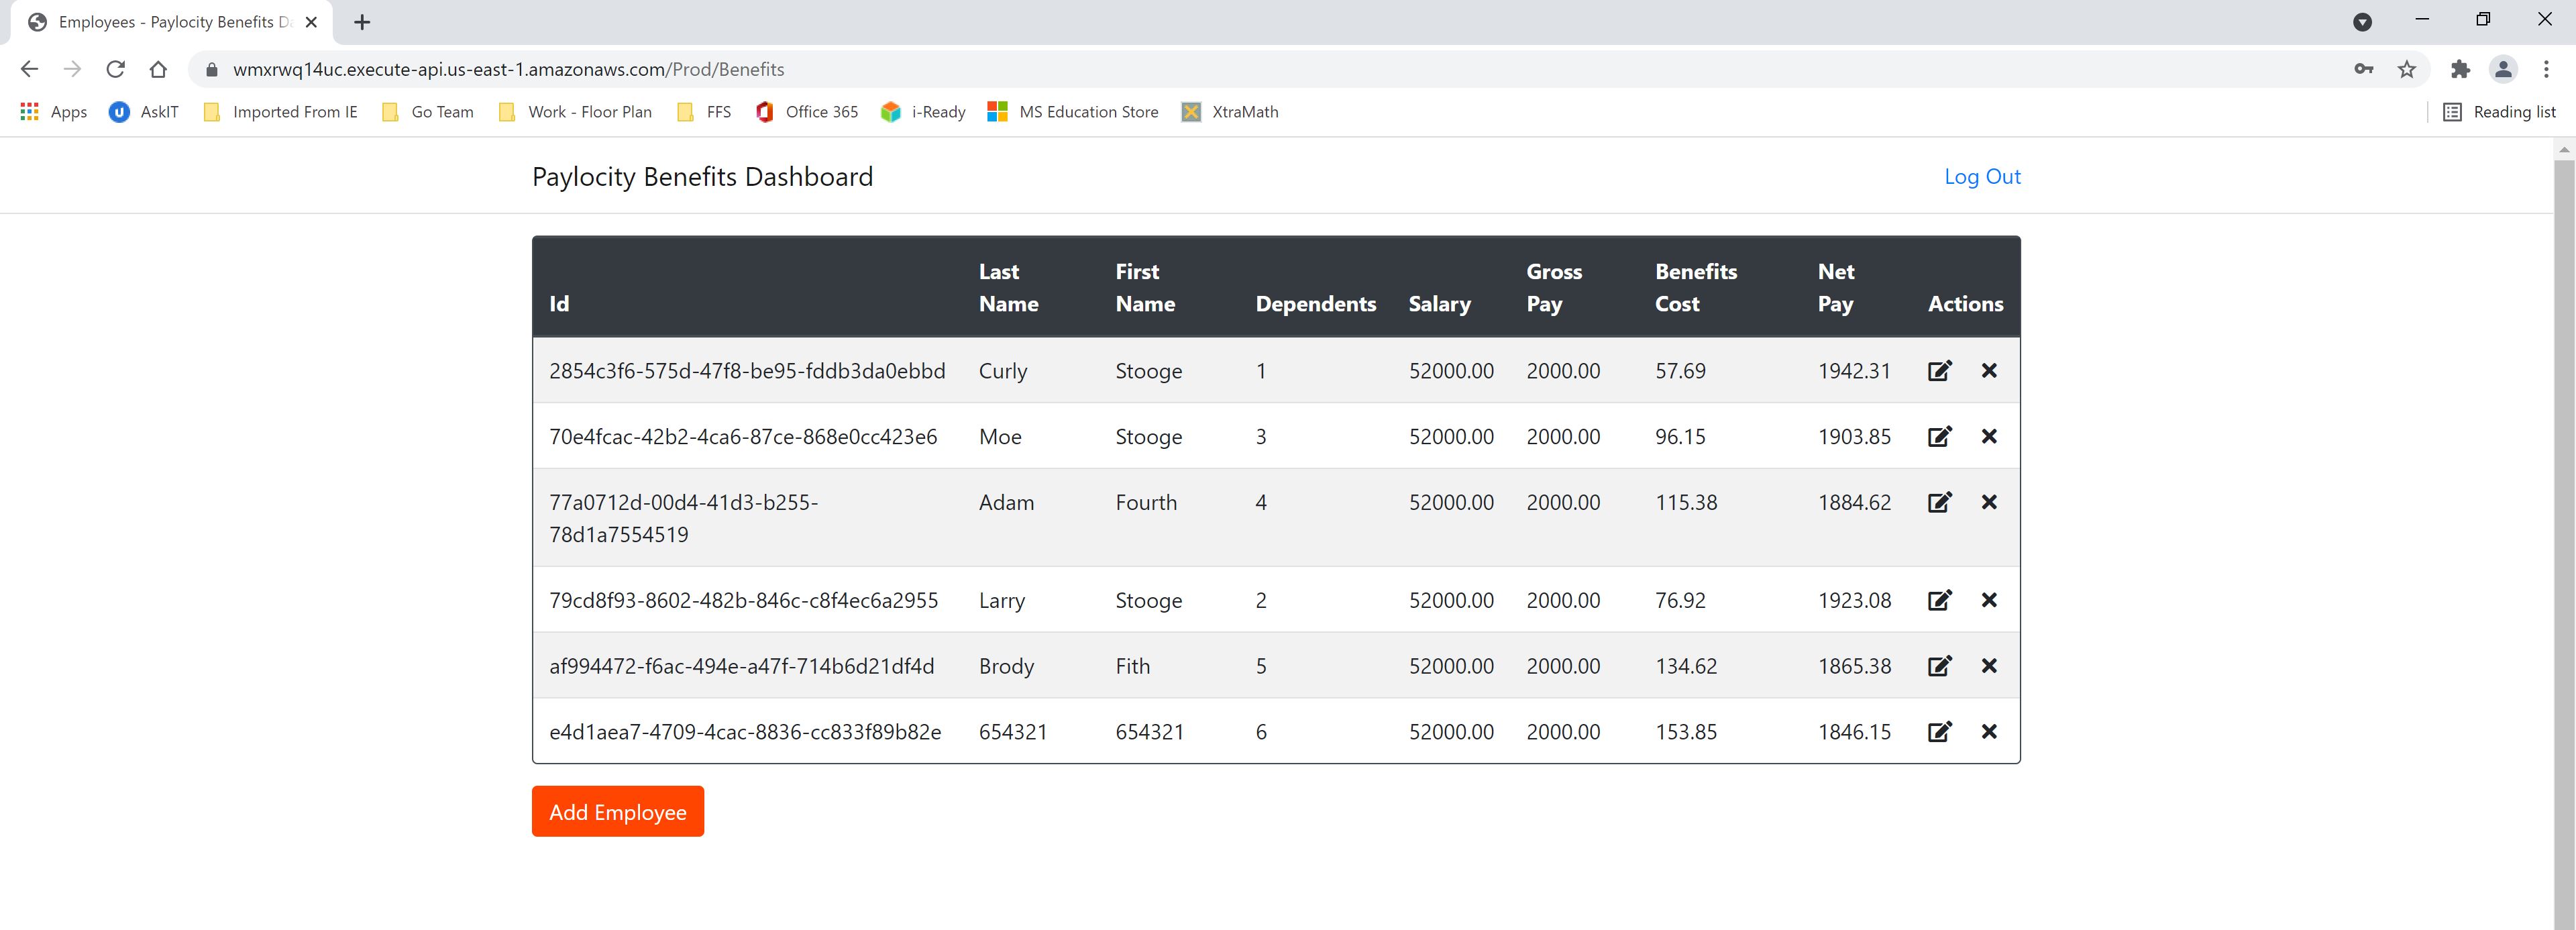 Employees - Paylocity Benefits D
wmxrwq14uc.execute-api.us-east-1.amazonaws.com/Prod/Benefits
Apps AskIT Imported From IE Go Team Work - Floor Plan FFS Office 365 i-Ready MS Education Store XtraMath Reading list
Paylocity Benefits Dashboard Log Out
Id Last Name First Name Dependents Salary Gross Pay Benefits Cost Net Pay Actions
2854c3f6-575d-47f8-be95-fddb3da0ebbd Curly Stooge 1 52000.00 2000.00 57.69 1942.31
70e4fcac-42b2-4ca6-87ce-868e0cc423e6 Moe Stooge 3 52000.00 2000.00 96.15 1903.85
77a0712d-00d4-41d3-b255- Adam Fourth 4 52000.00 2000.00 115.38 1884.62
78d1a7554519
79cd8f93-8602-482b-846c-c8f4ec6a2955 Larry Stooge 2 52000.00 2000.00 76.92 1923.08
af994472-f6ac-494e-a47f-714b6d21df4d Brody Fith 5 52000.00 2000.00 134.62 1865.38
e4d1aea7-4709-4cac-8836-cc833f89b82e 654321 654321 6 52000.00 2000.00 153.85 1846.15
Add Employee